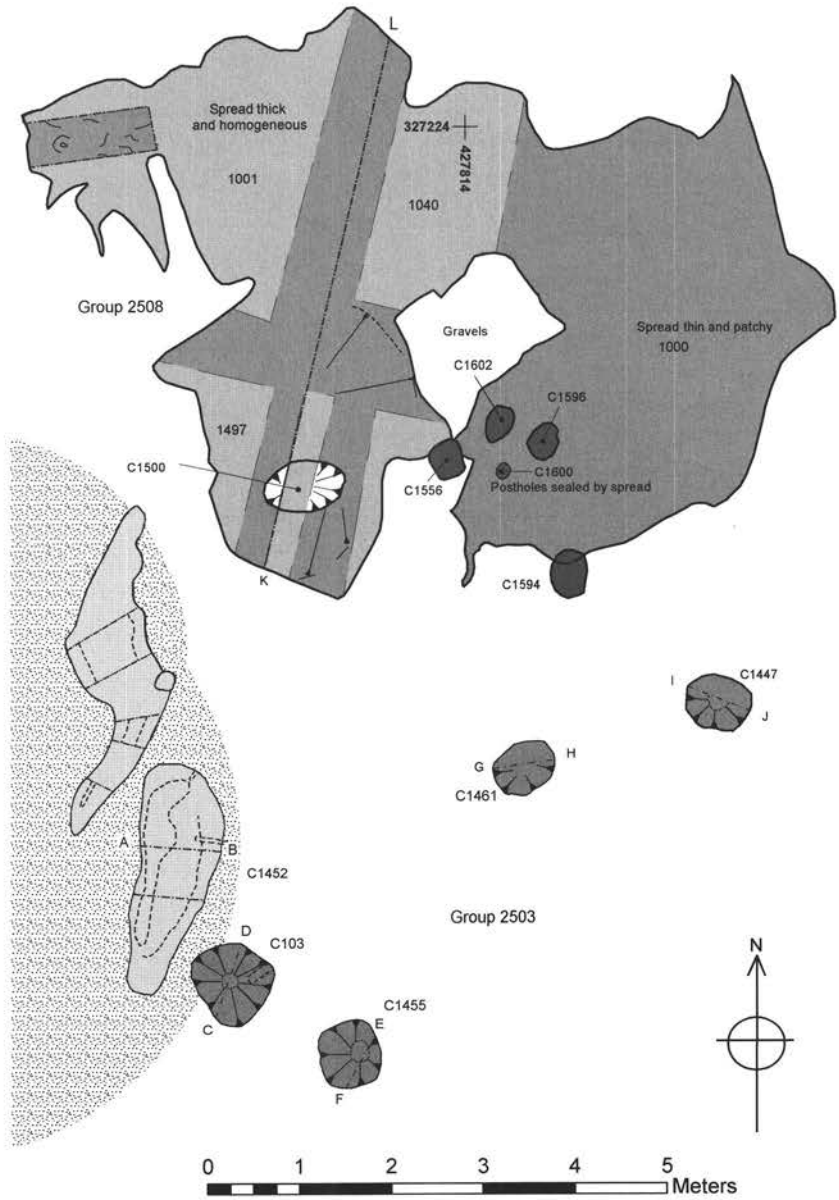 L
Spread thick
and homogeneous
327224
427814
1001
1040
Group 2508
Gravels
Spread thin and patchy
1000
C1602
C1596
1497
C1500
C1556
C1600
Postholes sealed by spread
K
C1594
I
C1447
J
G
H
C1461
A
B
C1452
Group 2503
D
C103
C
C1455
E
F
N
0 1 2 3 4 5
Meters